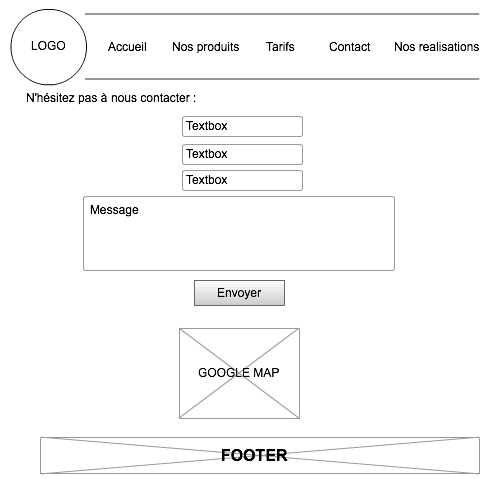 LOGO
Accueil Nos produits Tarifs Contact Nos realisations
N'hésitez pas à nous contacter :
Textbox
Textbox
Textbox
Message
Envoyer
GOOGLE MAP
FOOTER